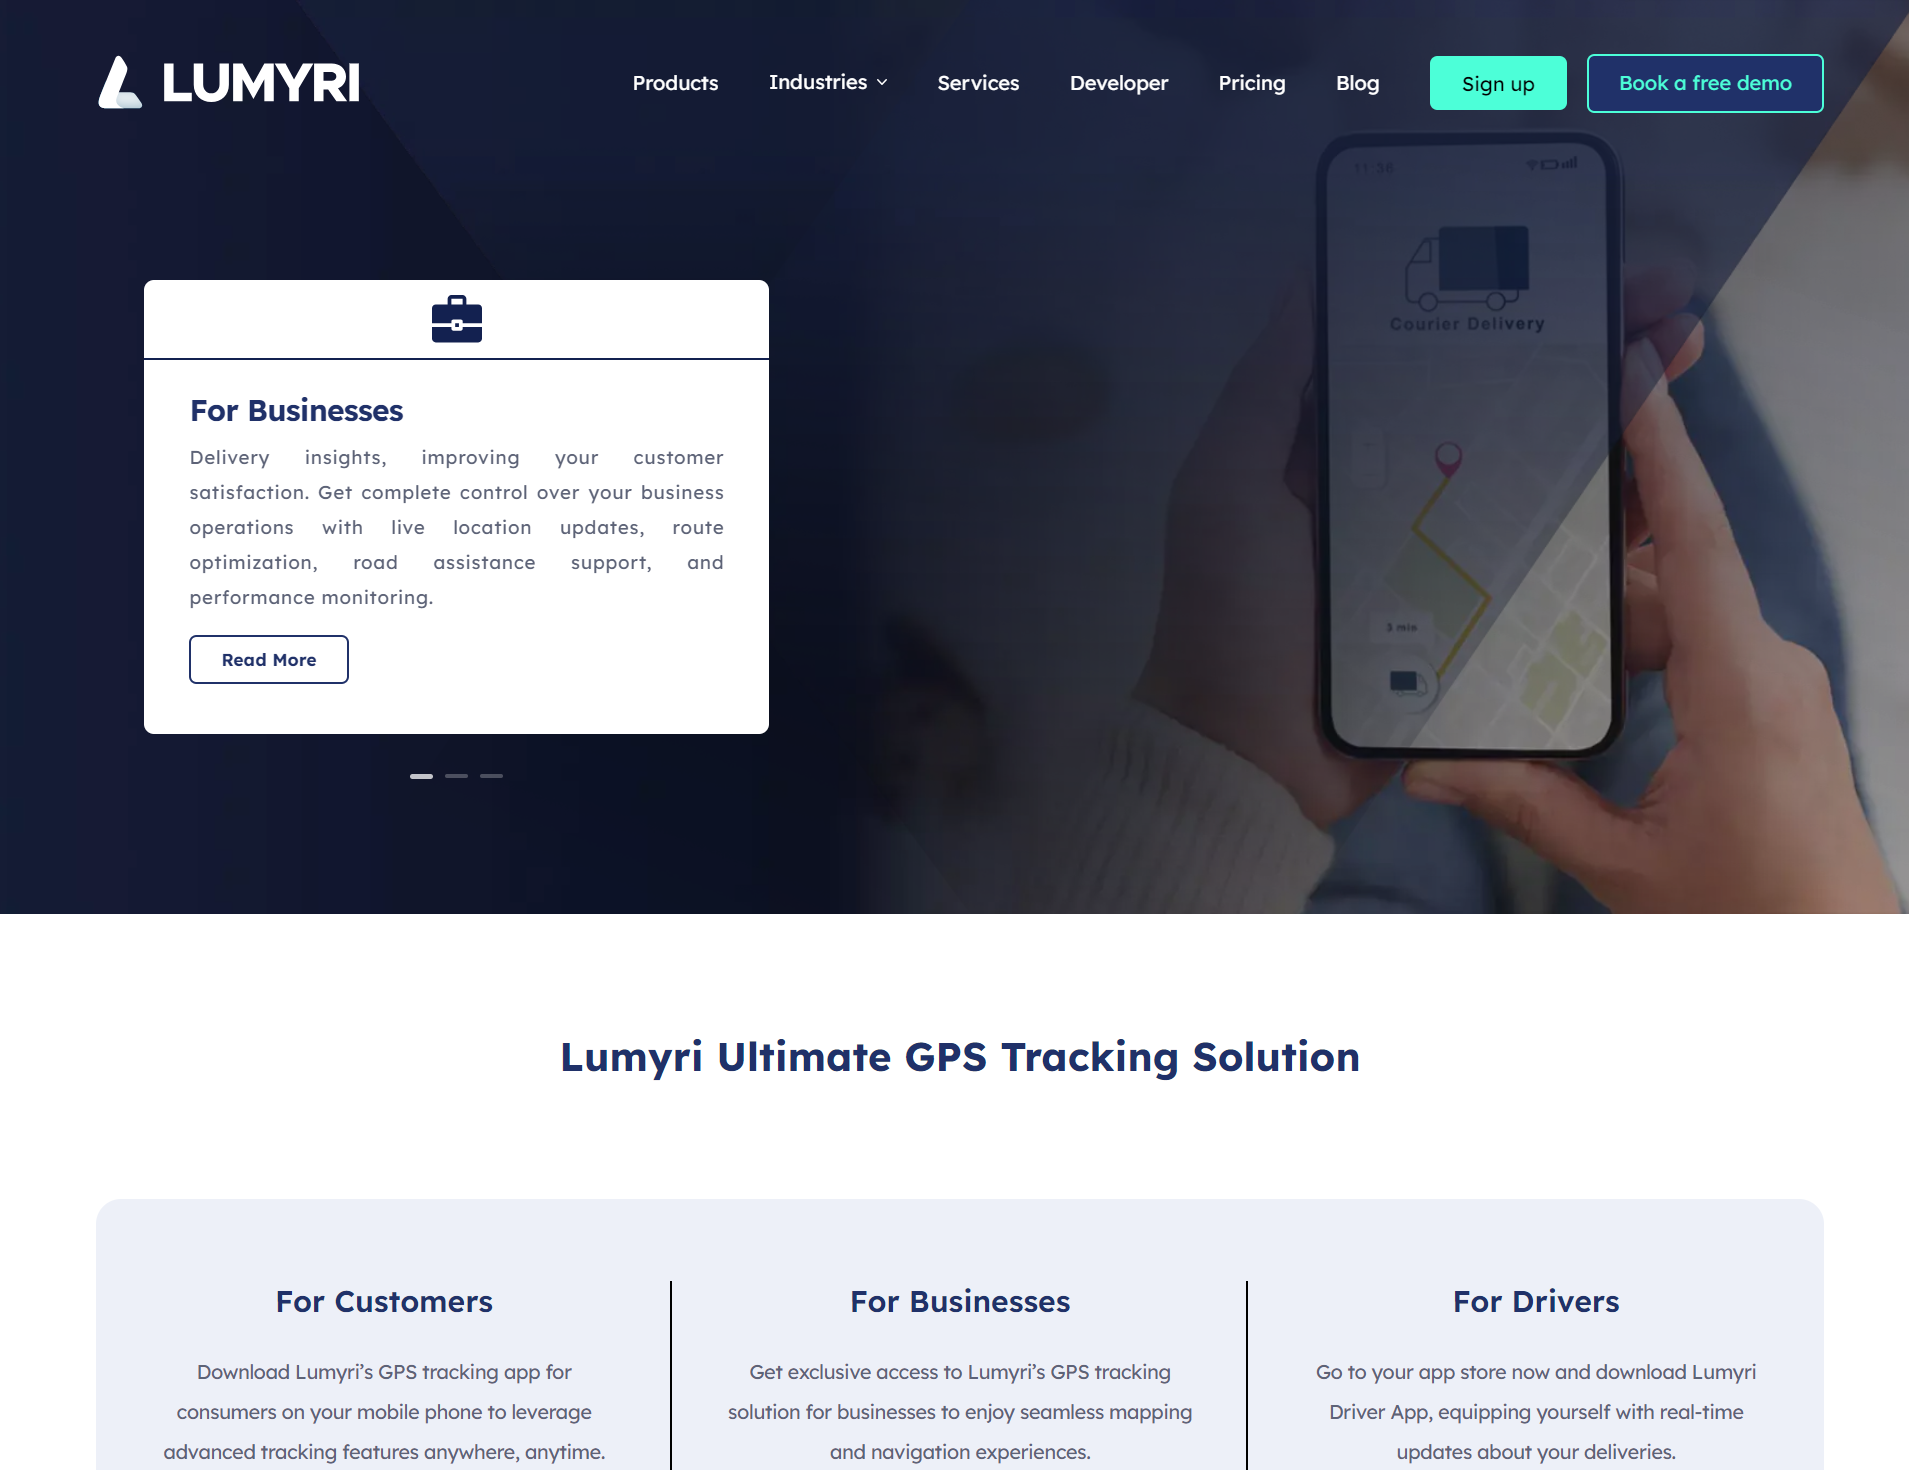 LUMYRI
Products Industries Services Developer Pricing Blog Sign up Book a free demo
11 36
Courier Delivery
3 min
For Businesses
Delivery insights, improving your customer
satisfaction. Get complete control over your business
operations with live location updates, route
optimization, road assistance support, and
performance monitoring.
Read More
Lumyri Ultimate GPS Tracking Solution
For Customers
Download Lumyri’s GPS tracking app for
consumers on your mobile phone to leverage
advanced tracking features anywhere, anytime.
For Businesses
Get exclusive access to Lumyri’s GPS tracking
solution for businesses to enjoy seamless mapping
and navigation experiences.
For Drivers
Go to your app store now and download Lumyri
Driver App, equipping yourself with real-time
updates about your deliveries.